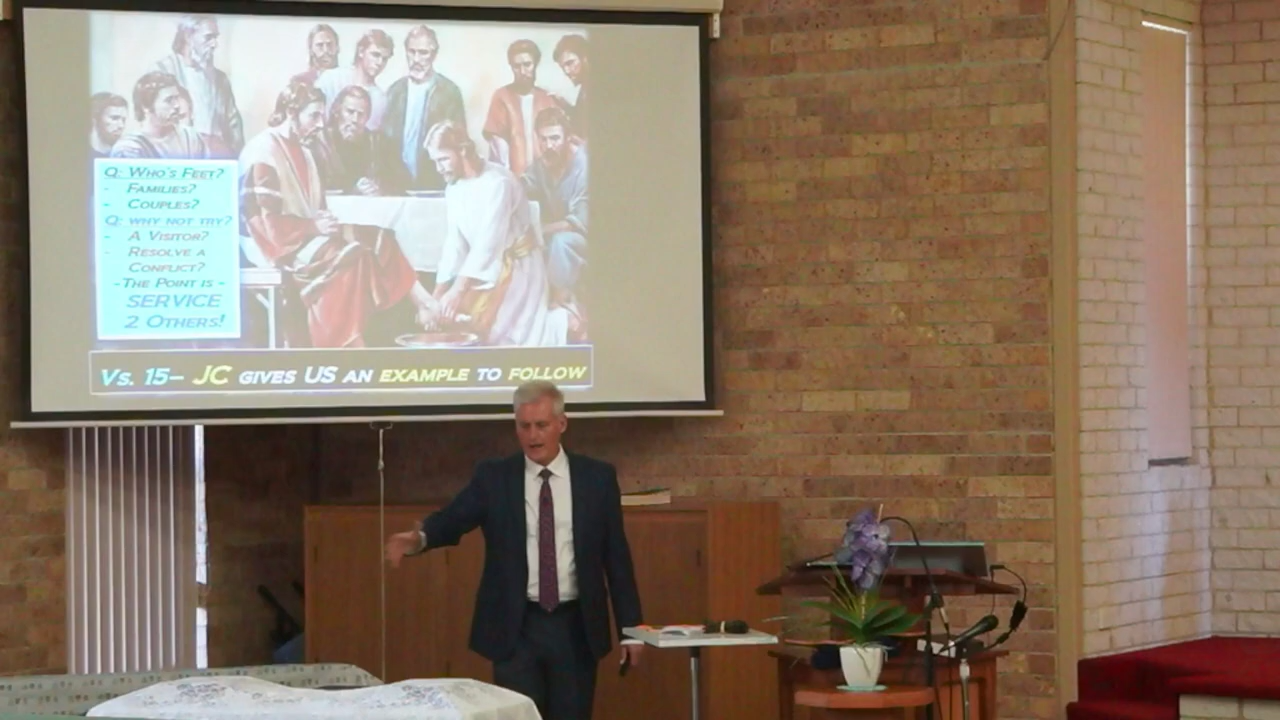 Q: Who's Feet?
- Families?
- Couples?
Q: why not try?
- A Visitor?
- Resolve a
Conflict?
-The Point is -
SERVICE
2 Others!
Vs. 15– JC gives US an example to follow